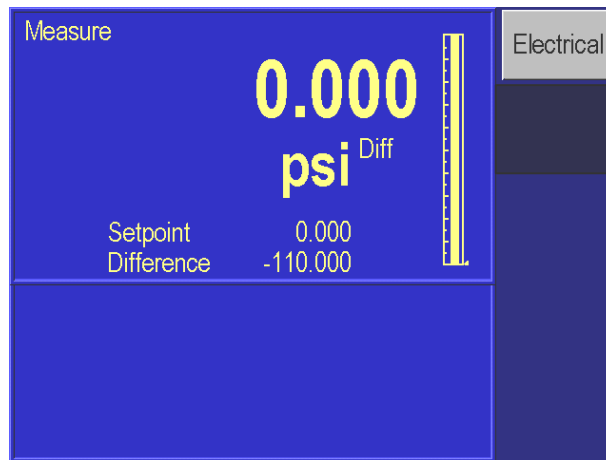 Measure
Electrical
0.000
psi Diff
Setpoint 0.000
Difference -110.000